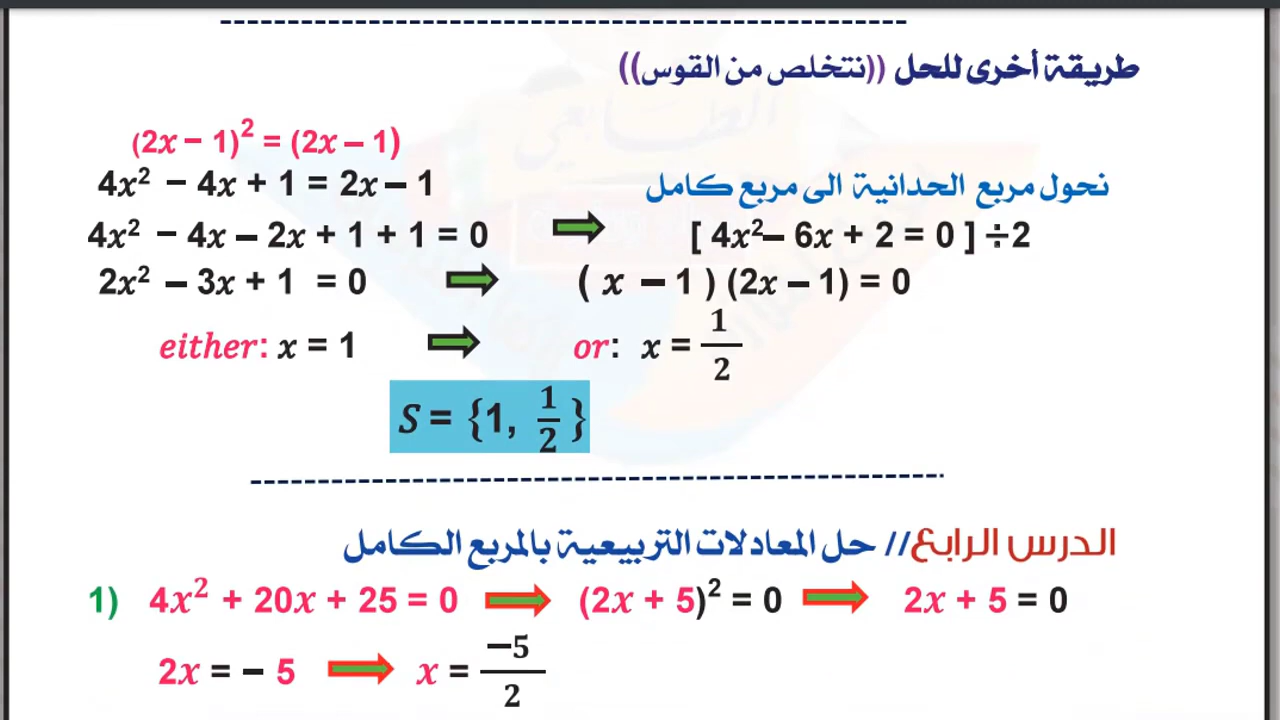 طريقة أخرى للحل ((نتخلص من القوس))
(2x − 1)² = (2x − 1)
4x² − 4x + 1 = 2x − 1
نحول مربع الحدانية الى مربع كامل
4x² − 4x − 2x + 1 + 1 = 0 ⇒ [ 4x² − 6x + 2 = 0 ] ÷2
2x² − 3x + 1 = 0 ⇒ ( x − 1 ) (2x − 1) = 0
either: x = 1 ⇒ or: x = 1/2
S = {1, 1/2}
الدرس الرابع// حل المعادلات التربيعية بالمربع الكامل
1) 4x² + 20x + 25 = 0 ⇒ (2x + 5)² = 0 ⇒ 2x + 5 = 0
2x = − 5 ⇒ x = −5/2